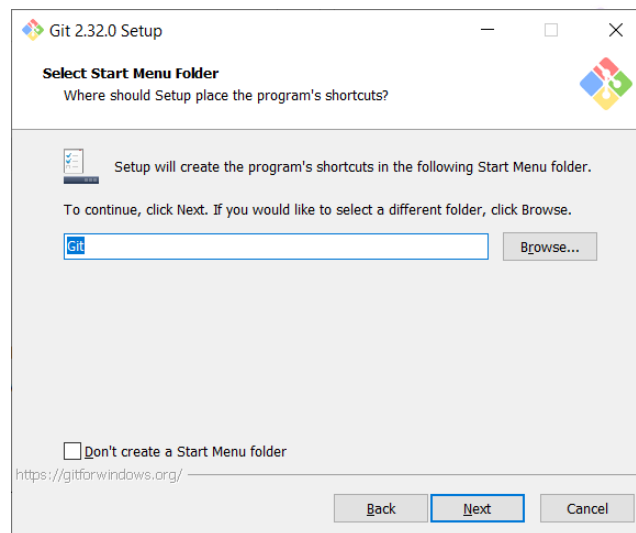 Git 2.32.0 Setup
Select Start Menu Folder
Where should Setup place the program's shortcuts?
Setup will create the program's shortcuts in the following Start Menu folder.
To continue, click Next. If you would like to select a different folder, click Browse.
Git
Browse...
Don't create a Start Menu folder
https://gitforwindows.org/
Back
Next
Cancel